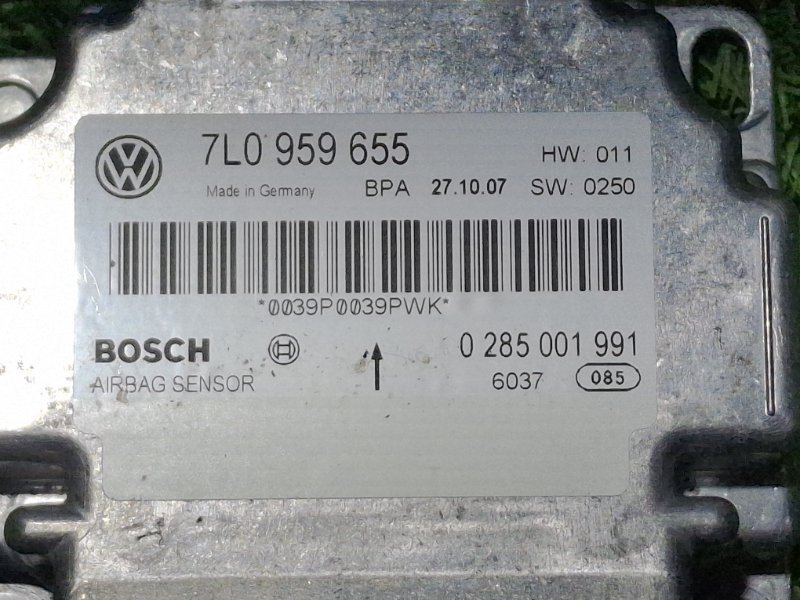 VW 7L0 959 655 HW: 011
Made in Germany BPA 27.10.07 SW: 0250
*0039P0039PWK*
BOSCH 0 285 001 991
AIRBAG SENSOR 6037 085